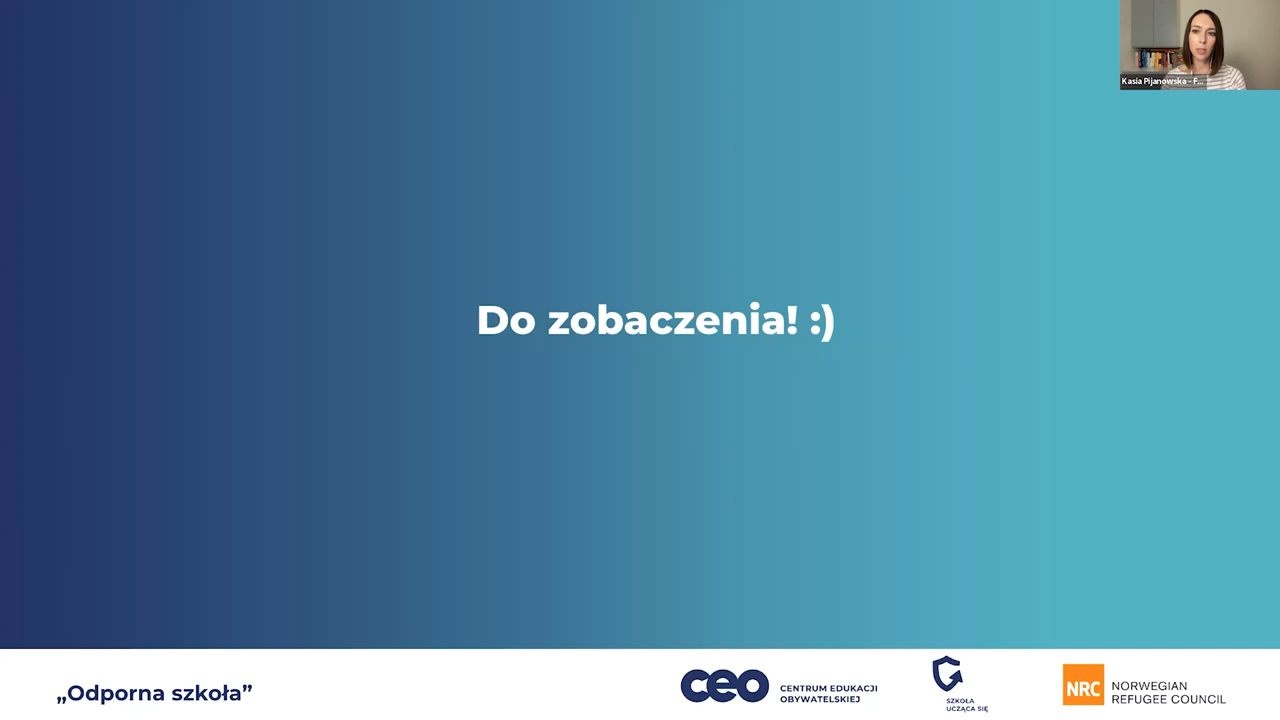 Kasia Pijanowska - F...
Do zobaczenia! :)
„Odporna szkoła”
ceo
CENTRUM EDUKACJI
OBYWATELSKIEJ
SZKOŁA
UCZĄCA SIĘ
NRC
NORWEGIAN
REFUGEE COUNCIL